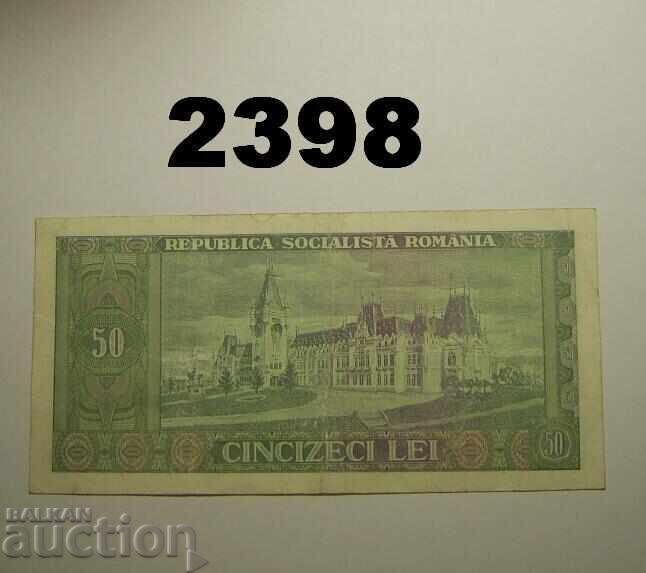 2398
REPUBLICA SOCIALISTĂ ROMÂNIA
50
CINCIZECI LEI
50
BALKAN
auction